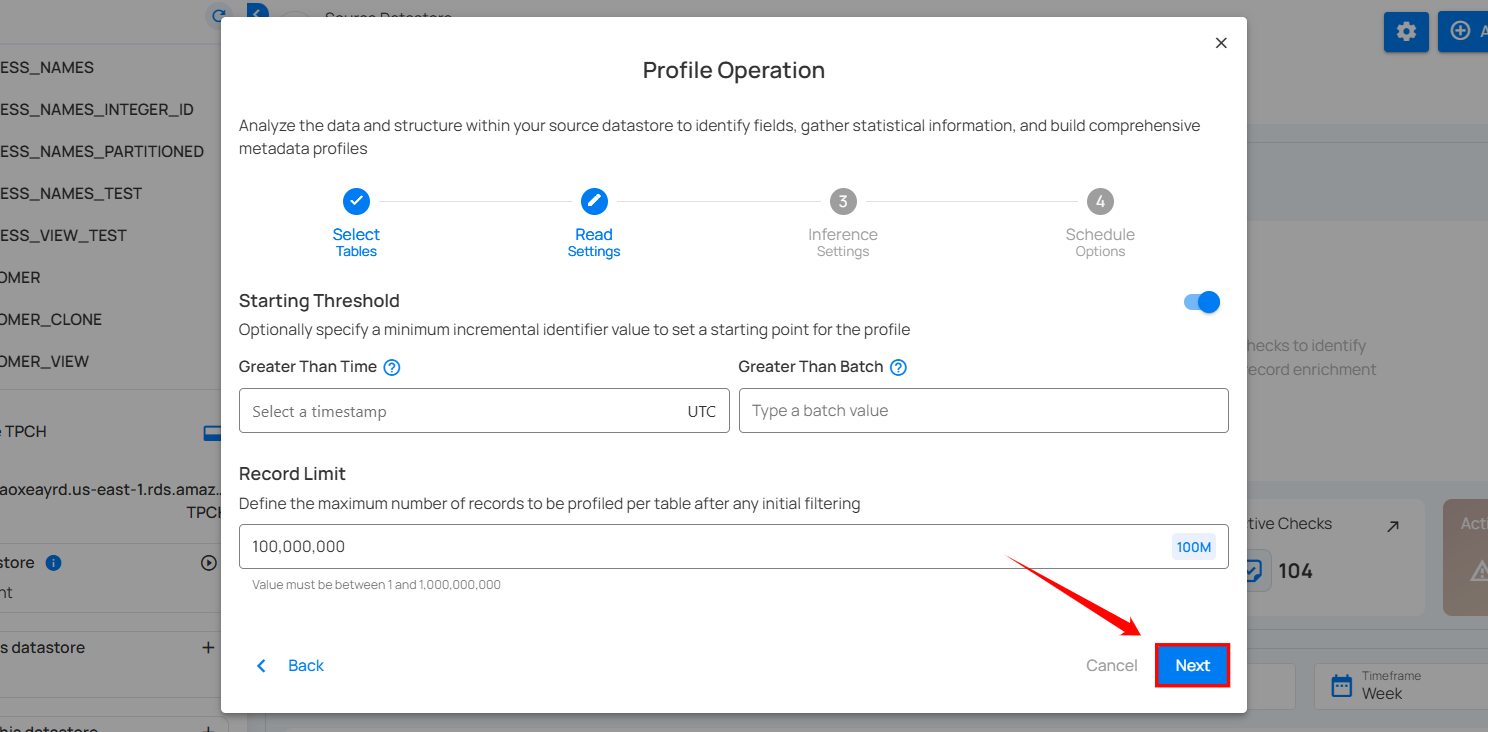 Source Datastore
ESS_NAMES
ESS_NAMES_INTEGER_ID
ESS_NAMES_PARTITIONED
ESS_NAMES_TEST
ESS_VIEW_TEST
OMER
OMER_CLONE
OMER_VIEW
TPCH
aoxeayrd.us-east-1.rds.amaz...
TPCH
store
nt
s datastore
his datastore
Profile Operation
Analyze the data and structure within your source datastore to identify fields, gather statistical information, and build comprehensive
metadata profiles
Select
Tables
Read
Settings
3
Inference
Settings
4
Schedule
Options
Starting Threshold
Optionally specify a minimum incremental identifier value to set a starting point for the profile
Greater Than Time
Greater Than Batch
Select a timestamp UTC
Type a batch value
Record Limit
Define the maximum number of records to be profiled per table after any initial filtering
100,000,000 100M
Value must be between 1 and 1,000,000,000
Back
Cancel
Next
A
hecks to identify
ecord enrichment
tive Checks
104
Acti
Timeframe
Week